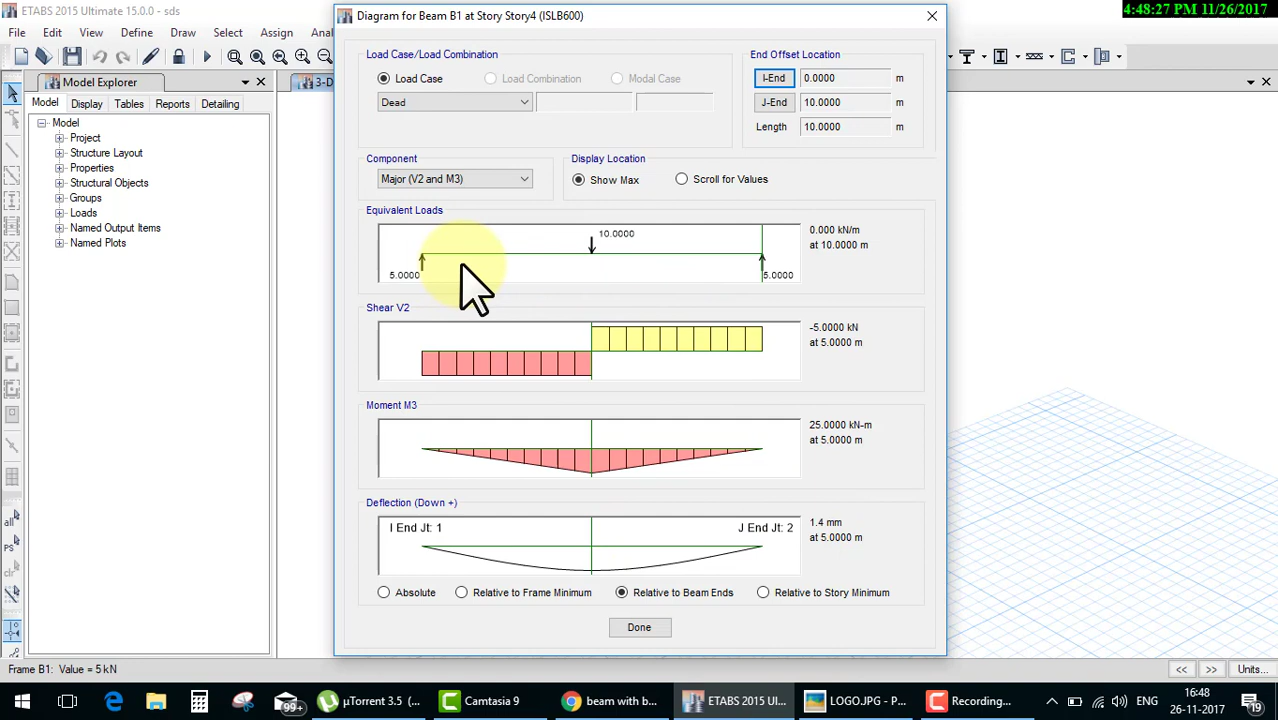 ETABS 2015 Ultimate 15.0.0 - sds
Diagram for Beam B1 at Story Story4 (ISLB600)
4:48:27 PM 11/26/2017
File Edit View Define Draw Select Assign
Model Explorer
Model Display Tables Reports Detailing
Model
Project
Structure Layout
Properties
Structural Objects
Groups
Loads
Named Output Items
Named Plots
all
PS
clr
Load Case/Load Combination
Load Case Load Combination Modal Case
Dead
End Offset Location
I-End 0.0000 m
J-End 10.0000 m
Length 10.0000 m
Component
Major (V2 and M3)
Display Location
Show Max Scroll for Values
Equivalent Loads
10.0000
5.0000 5.0000
0.000 kN/m
at 10.0000 m
Shear V2
-5.0000 kN
at 5.0000 m
Moment M3
25.0000 kN-m
at 5.0000 m
Deflection (Down +)
I End Jt: 1 J End Jt: 2
1.4 mm
at 5.0000 m
Absolute Relative to Frame Minimum Relative to Beam Ends Relative to Story Minimum
Done
Frame B1: Value = 5 kN
<< >> Units...
99+
µTorrent 3.5 (...
Camtasia 9
beam with b...
ETABS 2015 Ul...
LOGO.JPG - P...
Recording...
ENG
16:48
26-11-2017
19